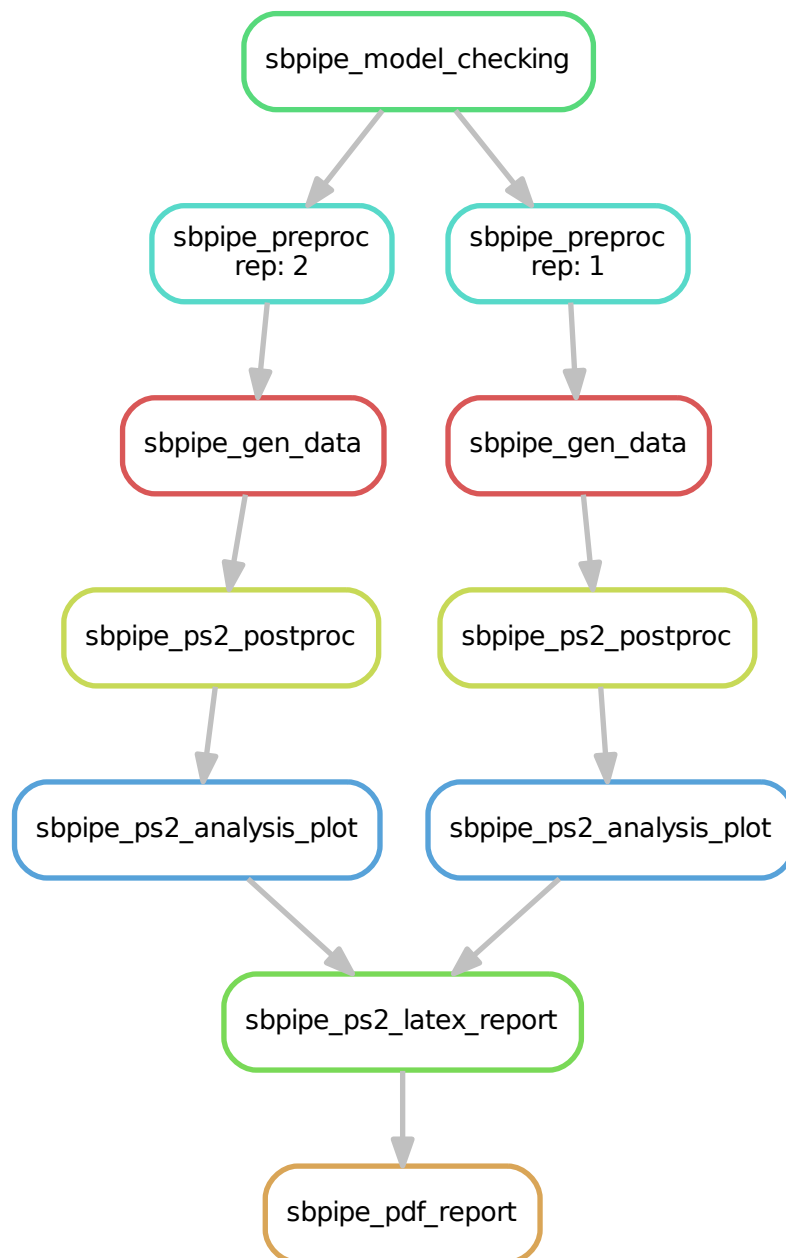 sbpipe_model_checking
sbpipe_preproc
rep: 2
sbpipe_preproc
rep: 1
sbpipe_gen_data
sbpipe_gen_data
sbpipe_ps2_postproc
sbpipe_ps2_postproc
sbpipe_ps2_analysis_plot
sbpipe_ps2_analysis_plot
sbpipe_ps2_latex_report
sbpipe_pdf_report